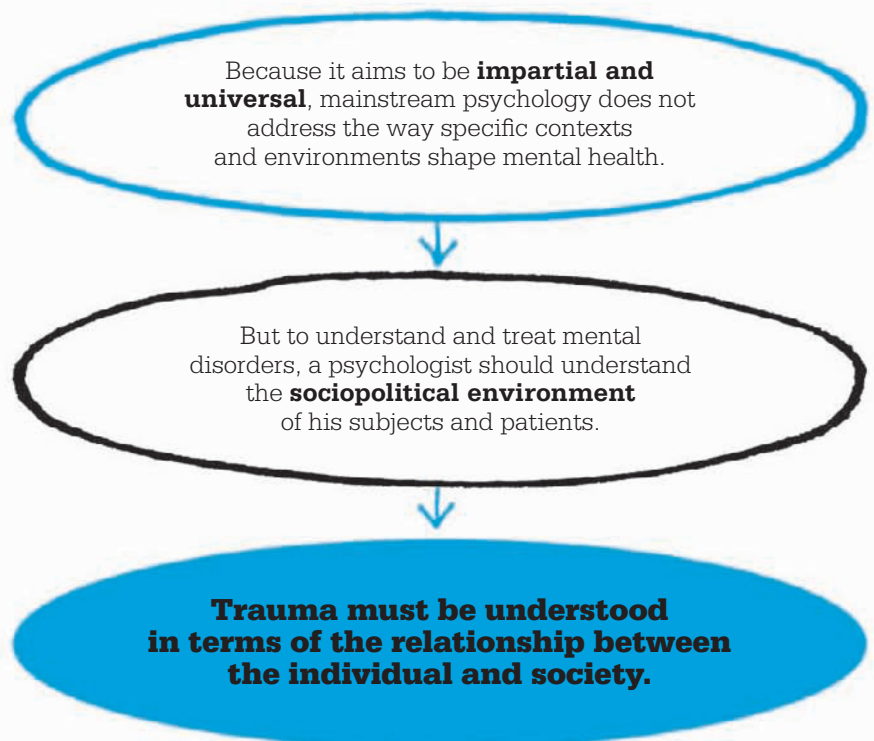 Because it aims to be impartial and
universal, mainstream psychology does not
address the way specific contexts
and environments shape mental health.
But to understand and treat mental
disorders, a psychologist should understand
the sociopolitical environment
of his subjects and patients.
Trauma must be understood
in terms of the relationship between
the individual and society.